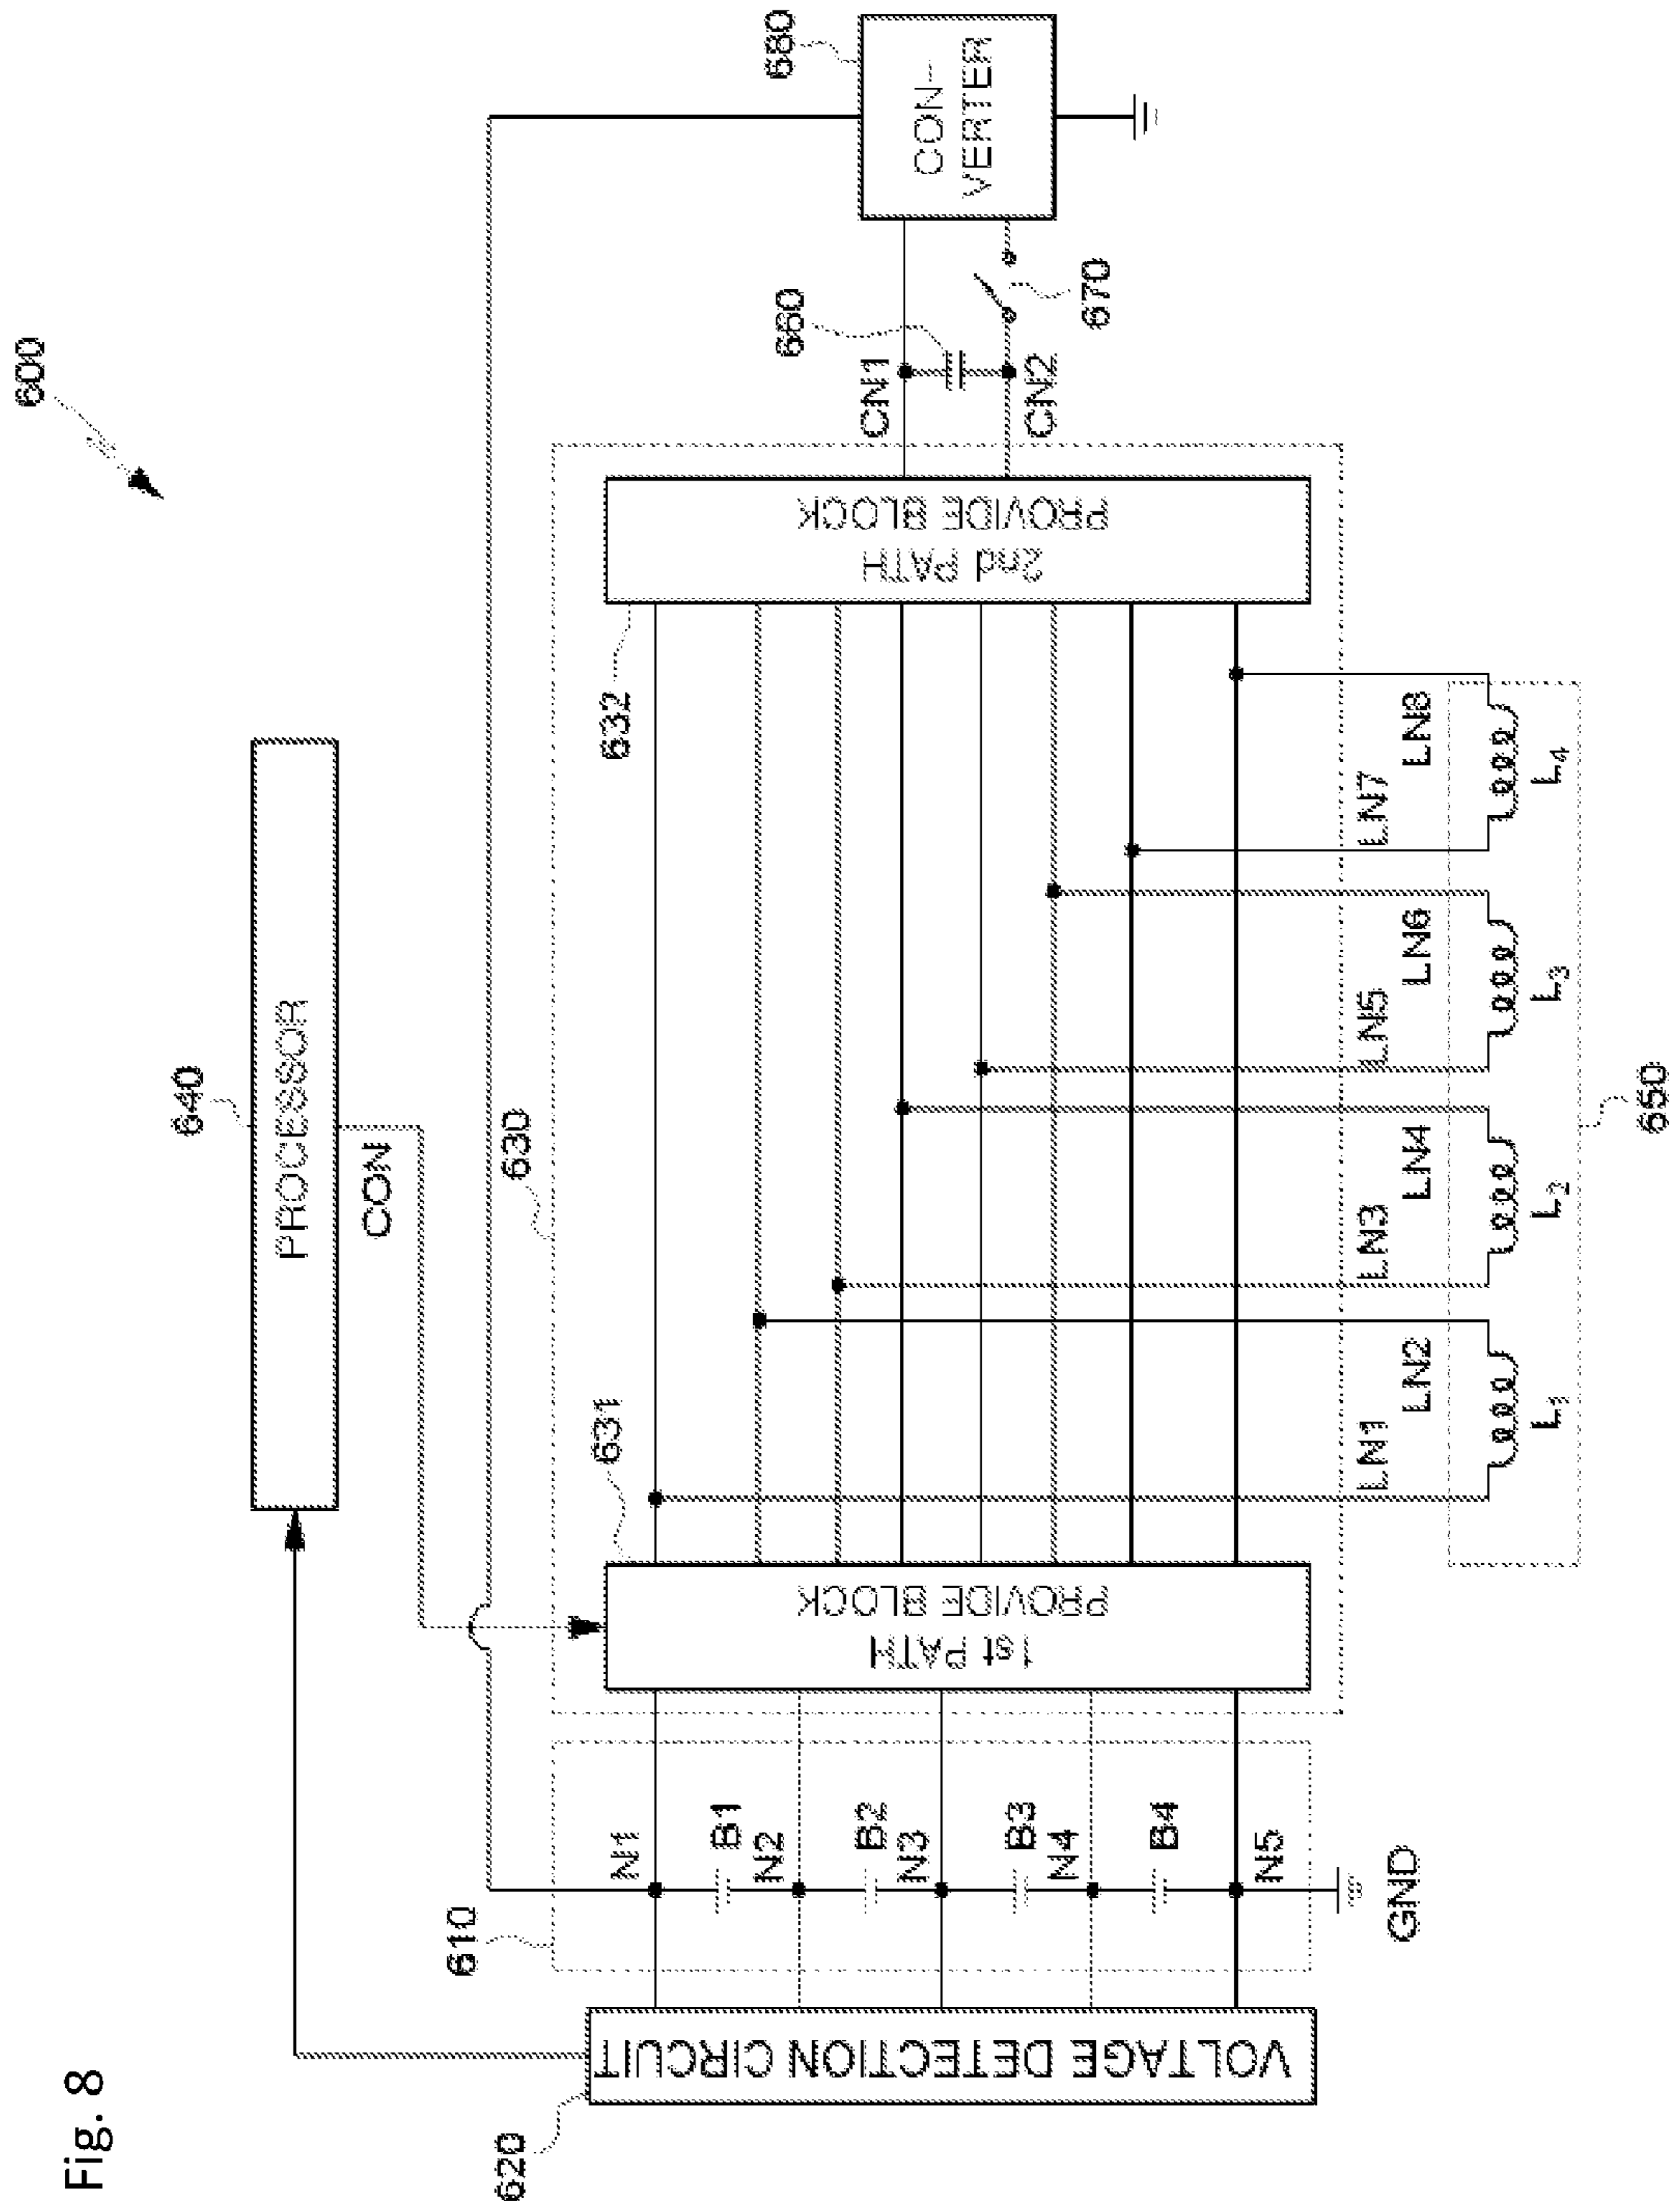 Fig. 8
600
640
PROCESSOR
CON
680
CON-
VERTER
620
VOLTAGE DETECTION CIRCUIT
610
N1
B1
N2
B2
N3
B3
N4
B4
N5
GND
630
631
1st PATH
PROVIDE BLOCK
632
2nd PATH
PROVIDE BLOCK
CN1
660
CN2
670
LN1
LN2
LN3
LN4
LN5
LN6
LN7
LN8
L1
L2
L3
L4
650